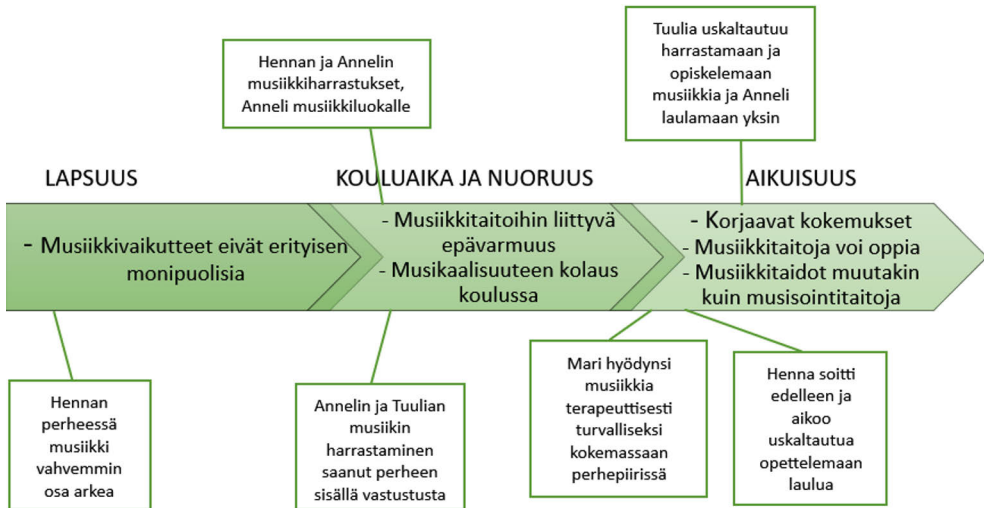 Hennan ja Annelin
musiikkiharrastukset,
Anneli musiikkiluokalle
Tuulia uskaltautuu
harrastamaan ja
opiskelemaan
musiikkia ja Anneli
laulamaan yksin
LAPSUUS
KOULUAIKA JA NUORUUS
AIKUISUUS
- Musiikkivaikutteet eivät erityisen
monipuolisia
- Musiikkitaitoihin liittyvä
epävarmuus
- Musikaalisuuteen kolaus
koulussa
- Korjaavat kokemukset
- Musiikkitaitoja voi oppia
- Musiikkitaidot muutakin
kuin musisointitaitoja
Hennan
perheessä
musiikki
vahvemmin
osa arkea
Annelin ja Tuulian
musiikin
harrastaminen
saanut perheen
sisällä vastustusta
Mari hyödynsi
musiikkia
terapeuttisesti
turvalliseksi
kokemassaan
perhepiirissä
Henna soitti
edelleen ja
aikoo
uskaltautua
opettelemaan
laulua